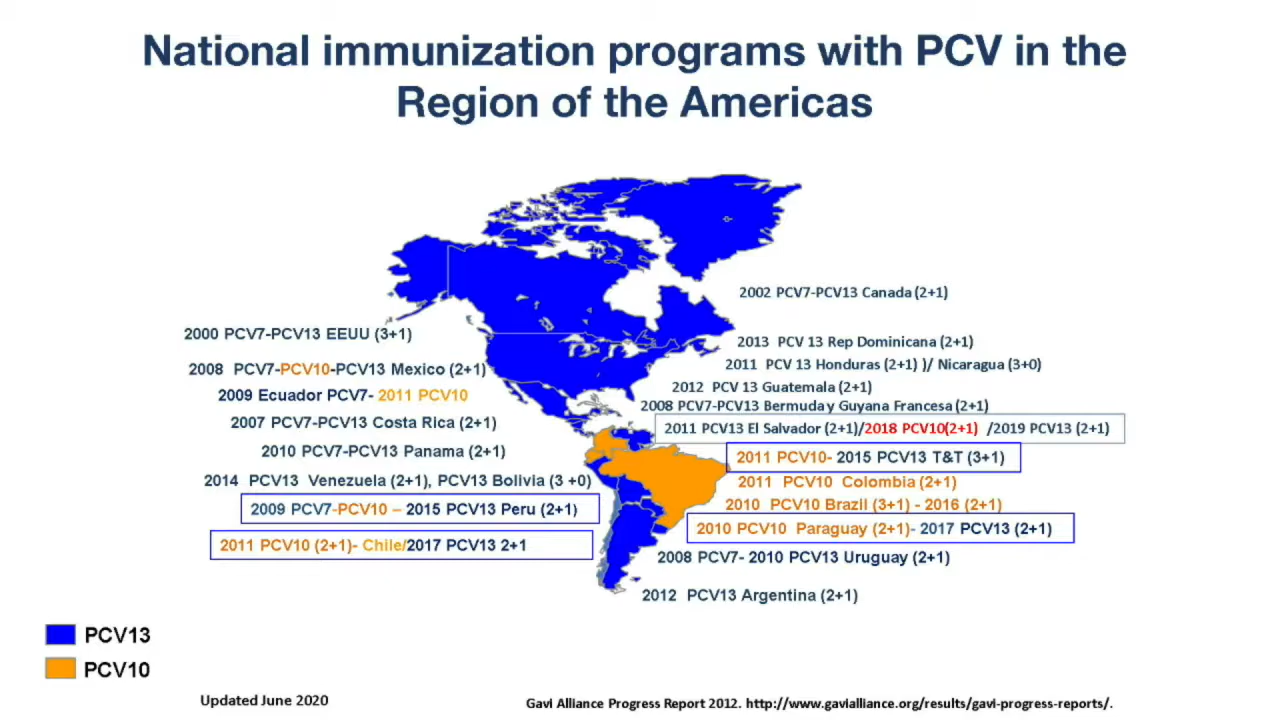 National immunization programs with PCV in the
Region of the Americas
2002 PCV7-PCV13 Canada (2+1)
2000 PCV7-PCV13 EEUU (3+1)
2013 PCV 13 Rep Dominicana (2+1)
2008 PCV7-PCV10-PCV13 Mexico (2+1)
2011 PCV 13 Honduras (2+1) )/ Nicaragua (3+0)
2009 Ecuador PCV7- 2011 PCV10
2012 PCV 13 Guatemala (2+1)
2008 PCV7-PCV13 Bermuda y Guyana Francesa (2+1)
2007 PCV7-PCV13 Costa Rica (2+1)
2011 PCV13 El Salvador (2+1)/2018 PCV10(2+1) /2019 PCV13 (2+1)
2010 PCV7-PCV13 Panama (2+1)
2011 PCV10- 2015 PCV13 T&T (3+1)
2014 PCV13 Venezuela (2+1), PCV13 Bolivia (3 +0)
2011 PCV10 Colombia (2+1)
2009 PCV7-PCV10 – 2015 PCV13 Peru (2+1)
2010 PCV10 Brazil (3+1) - 2016 (2+1)
2010 PCV10 Paraguay (2+1)- 2017 PCV13 (2+1)
2011 PCV10 (2+1)- Chile/2017 PCV13 2+1
2008 PCV7- 2010 PCV13 Uruguay (2+1)
2012 PCV13 Argentina (2+1)
PCV13
PCV10
Updated June 2020
Gavi Alliance Progress Report 2012. http://www.gavialliance.org/results/gavi-progress-reports/.